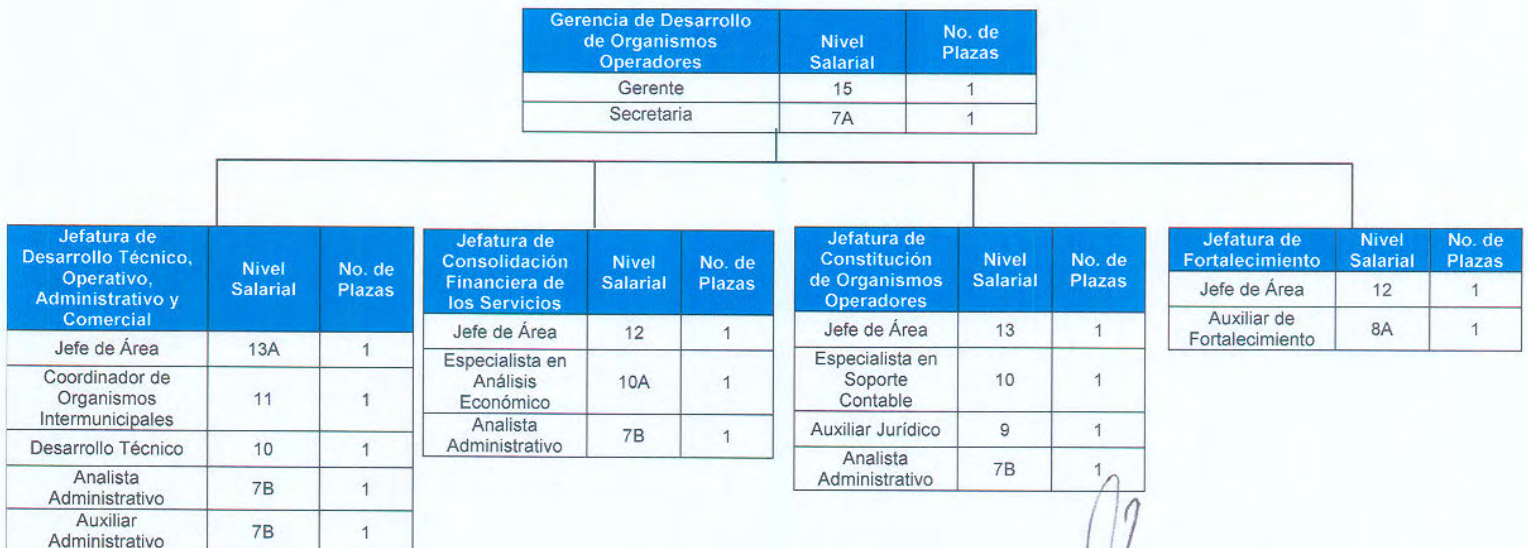 Gerencia de Desarrollo
de Organismos
Operadores
Nivel
Salarial
No. de
Plazas
Gerente 15 1
Secretaria 7A 1
Jefatura de
Desarrollo Técnico,
Operativo,
Administrativo y
Comercial
Nivel
Salarial
No. de
Plazas
Jefe de Área 13A 1
Coordinador de
Organismos
Intermunicipales
11 1
Desarrollo Técnico 10 1
Analista
Administrativo
7B 1
Auxiliar
Administrativo
7B 1
Jefatura de
Consolidación
Financiera de
los Servicios
Nivel
Salarial
No. de
Plazas
Jefe de Área 12 1
Especialista en
Análisis
Económico
10A 1
Analista
Administrativo
7B 1
Jefatura de
Constitución
de Organismos
Operadores
Nivel
Salarial
No. de
Plazas
Jefe de Área 13 1
Especialista en
Soporte
Contable
10 1
Auxiliar Jurídico 9 1
Analista
Administrativo
7B 1
Jefatura de
Fortalecimiento
Nivel
Salarial
No. de
Plazas
Jefe de Área 12 1
Auxiliar de
Fortalecimiento
8A 1